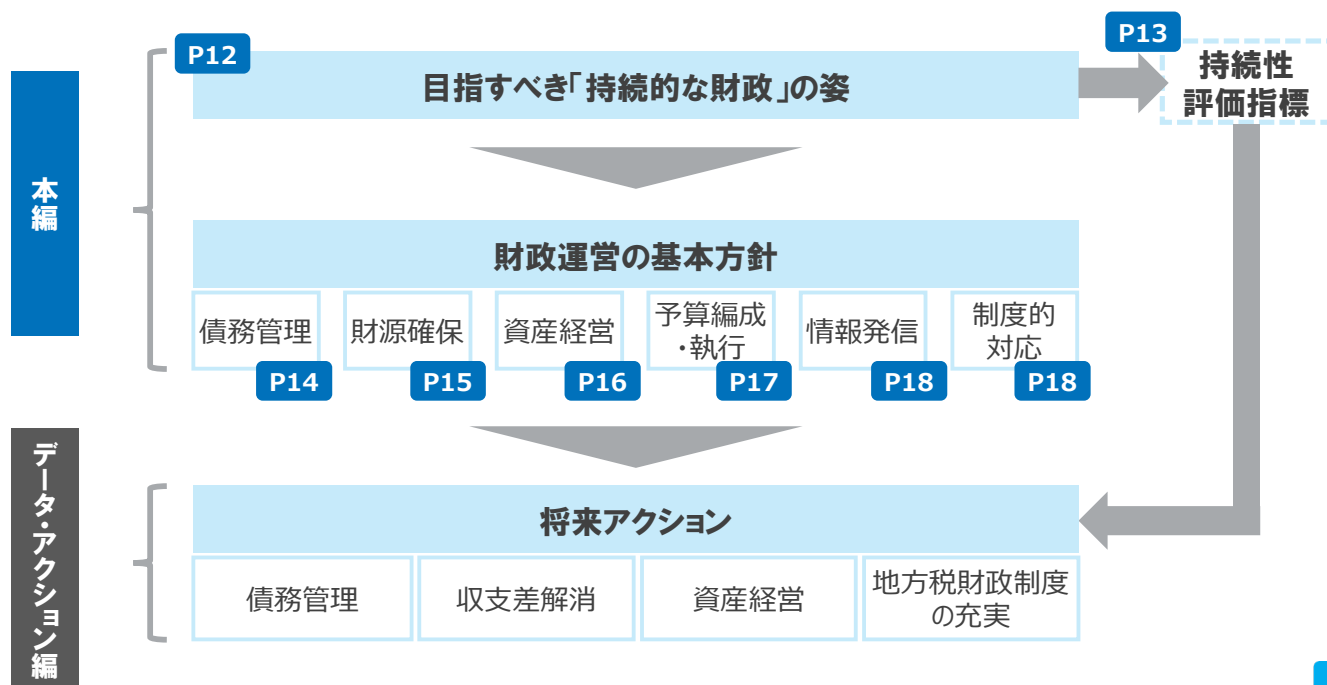 P12
目指すべき「持続的な財政」の姿
P13
持続性
評価指標
本編
財政運営の基本方針
債務管理
P14
財源確保
P15
資産経営
P16
予算編成
・執行
P17
情報発信
P18
制度的
対応
P18
データ・アクション編
将来アクション
債務管理
収支差解消
資産経営
地方税財政制度
の充実